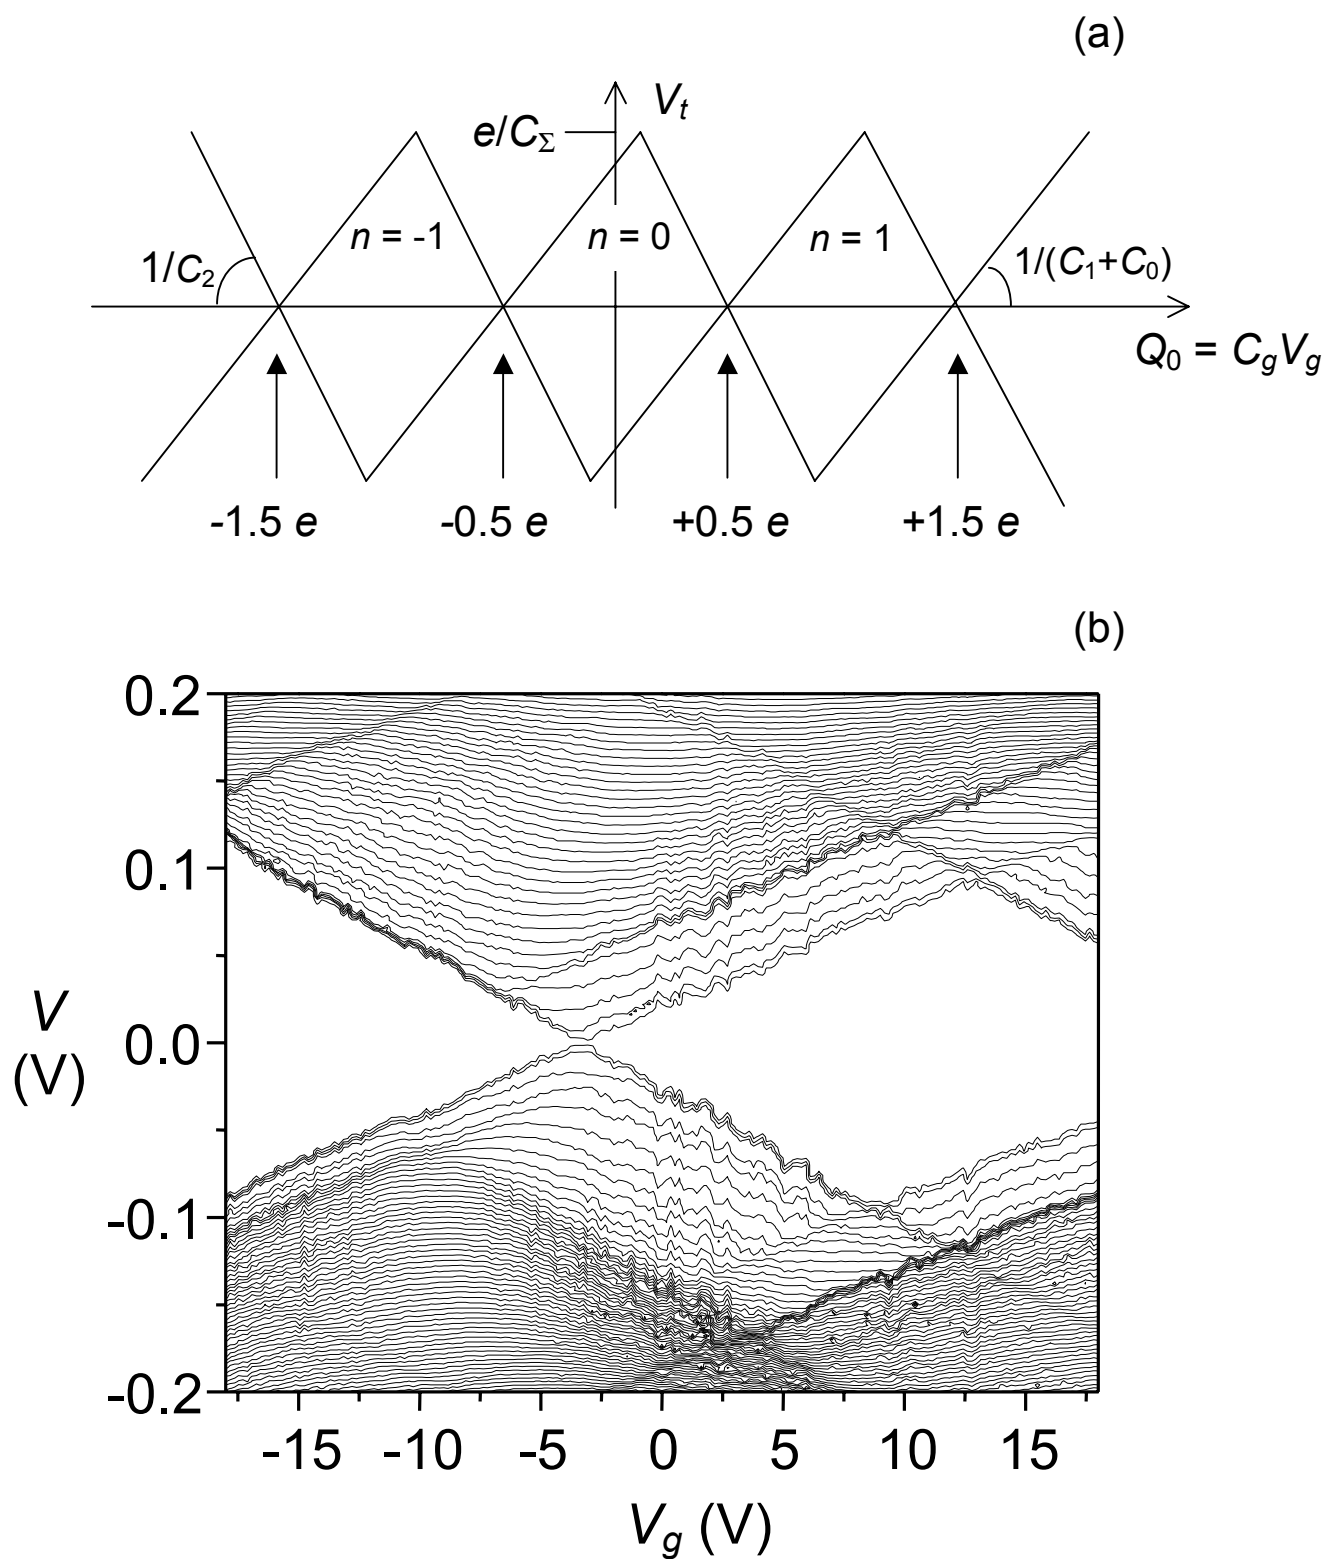 (a)
V_t
e/C_Σ
n = -1
n = 0
n = 1
1/C_2
1/(C_1+C_0)
Q_0 = C_gV_g
-1.5 e
-0.5 e
+0.5 e
+1.5 e
(b)
0.2
0.1
0.0
-0.1
-0.2
V
(V)
-15
-10
-5
0
5
10
15
V_g (V)